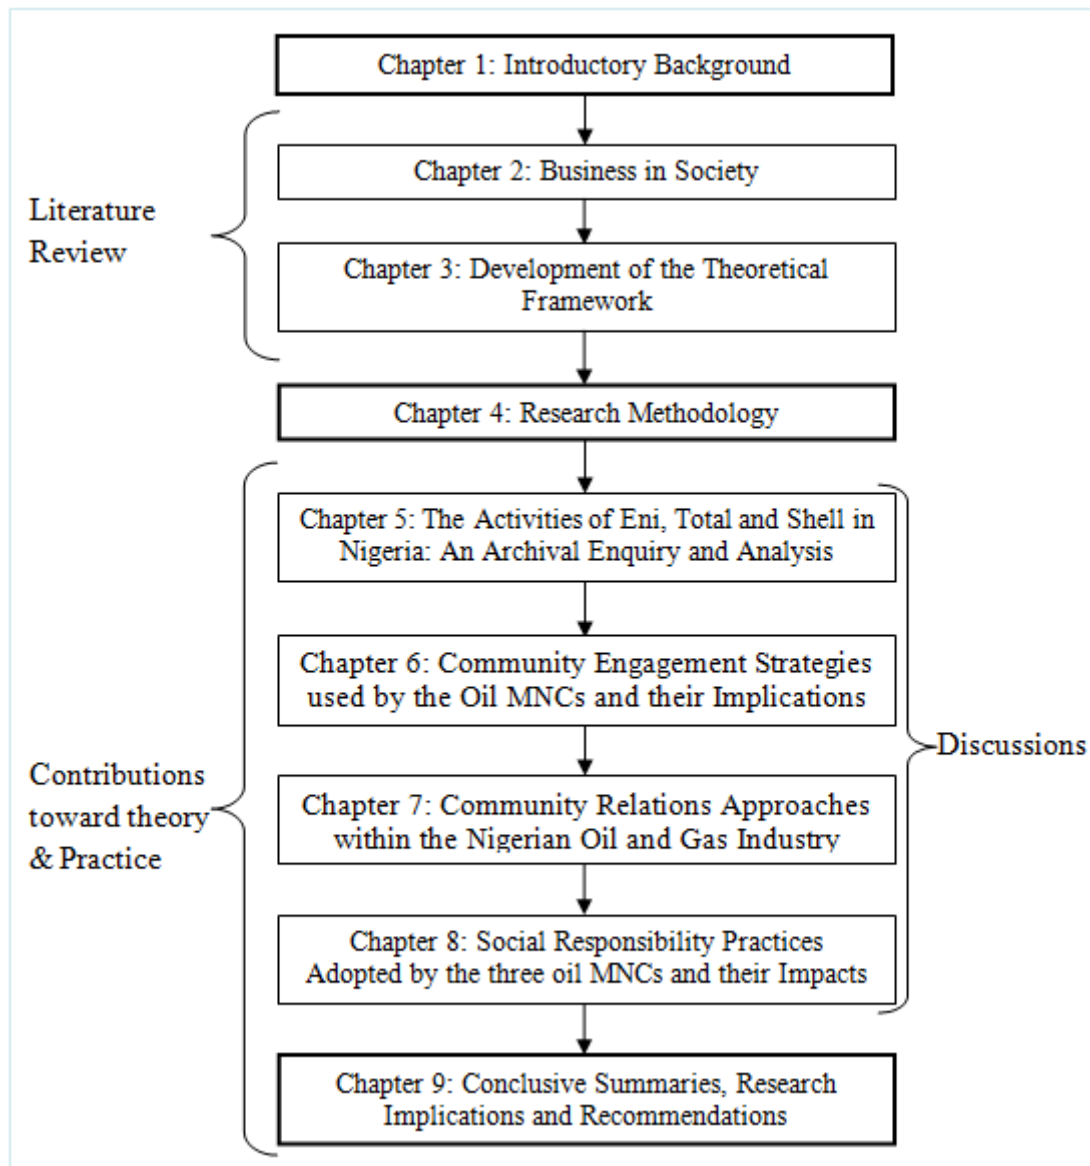 Chapter 1: Introductory Background
Literature
Review
Chapter 2: Business in Society
Chapter 3: Development of the Theoretical
Framework
Chapter 4: Research Methodology
Contributions
toward theory
& Practice
Chapter 5: The Activities of Eni, Total and Shell in
Nigeria: An Archival Enquiry and Analysis
Chapter 6: Community Engagement Strategies
used by the Oil MNCs and their Implications
Discussions
Chapter 7: Community Relations Approaches
within the Nigerian Oil and Gas Industry
Chapter 8: Social Responsibility Practices
Adopted by the three oil MNCs and their Impacts
Chapter 9: Conclusive Summaries, Research
Implications and Recommendations